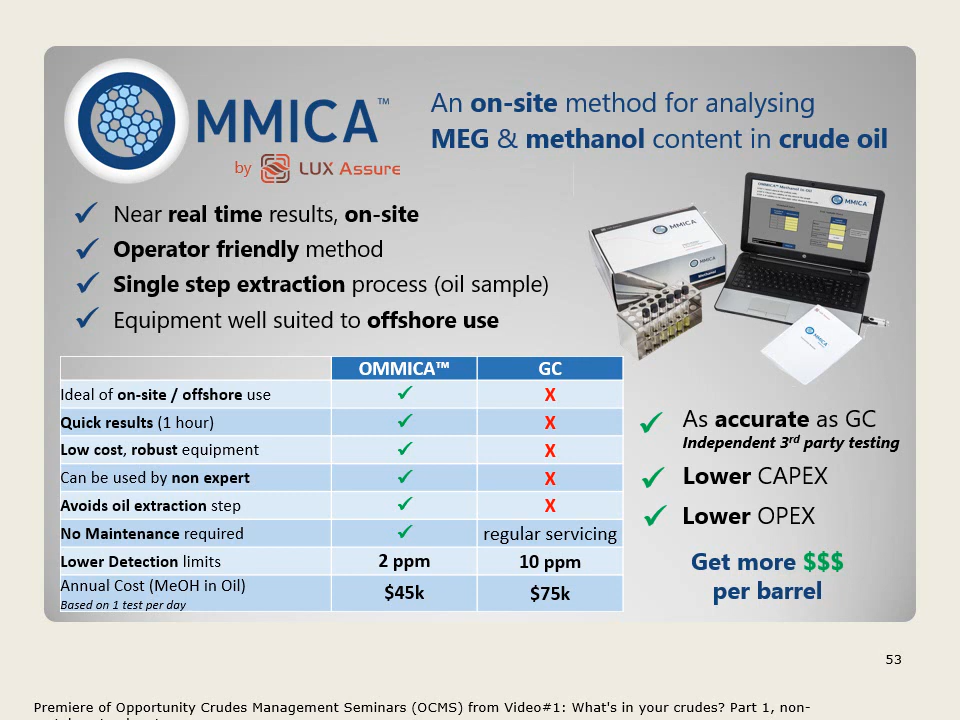 OMMICA™
by LUX Assure
An on-site method for analysing
MEG & methanol content in crude oil
Near real time results, on-site
Operator friendly method
Single step extraction process (oil sample)
Equipment well suited to offshore use
MMICA
MMICA
Methanol
MMICA
MMICA
OMMICA™ GC
Ideal of on-site / offshore use ✓ X
Quick results (1 hour) ✓ X
Low cost, robust equipment ✓ X
Can be used by non expert ✓ X
Avoids oil extraction step ✓ X
No Maintenance required ✓ regular servicing
Lower Detection limits 2 ppm 10 ppm
Annual Cost (MeOH in Oil) $45k $75k
Based on 1 test per day
As accurate as GC
Independent 3rd party testing
Lower CAPEX
Lower OPEX
Get more $$$
per barrel
53
Premiere of Opportunity Crudes Management Seminars (OCMS) from Video#1: What's in your crudes? Part 1, non-